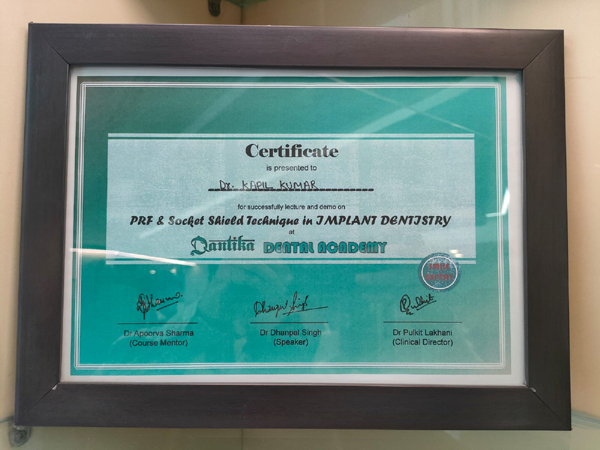 Certificate
is presented to
Dr. KAPIL KUMAR
for successfully lecture and demo on
PRF & Socket Shield Technique in IMPLANT DENTISTRY
at
Dantika DENTAL ACADEMY
Dr Apoorva Sharma
(Course Mentor)
Dr Dhanpal Singh
(Speaker)
Dr Pulkit Lakhani
(Clinical Director)